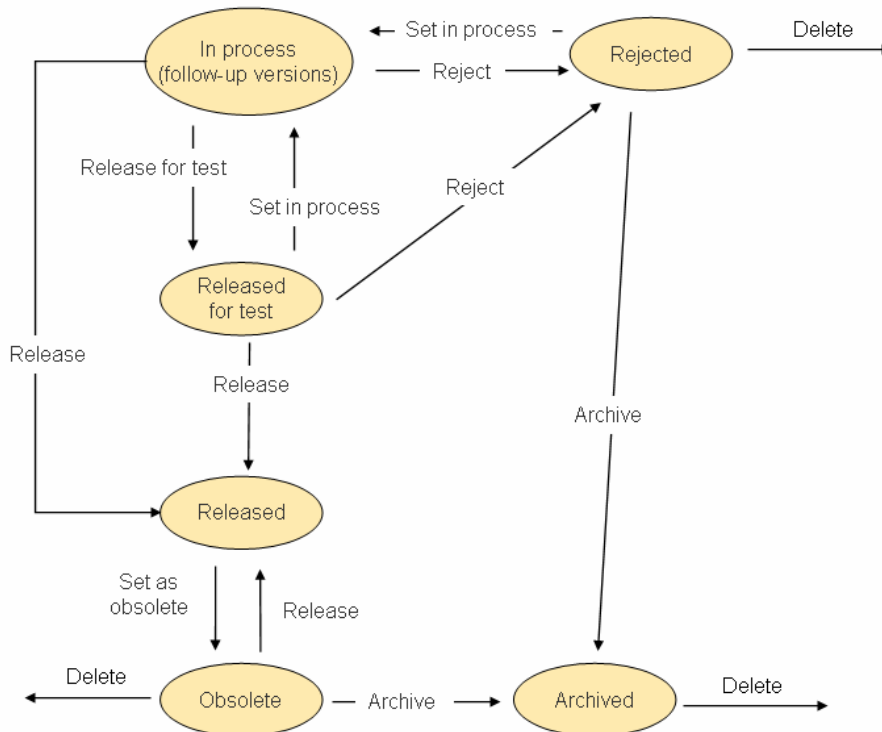 Set in process
Delete
In process
(follow-up versions)
Rejected
Reject
Release for test
Reject
Set in process
Released
for test
Release
Release
Archive
Released
Set as
obsolete
Release
Delete
Obsolete
Archive
Archived
Delete